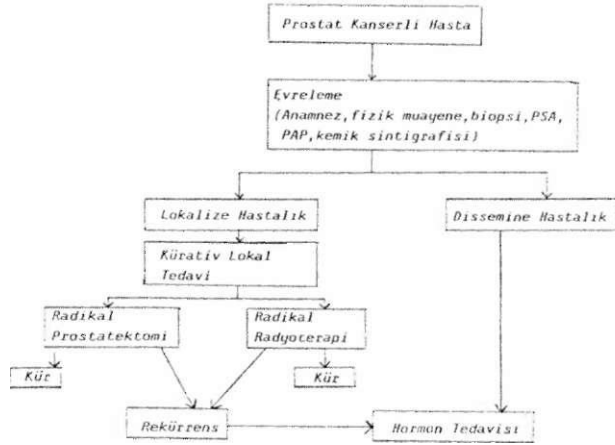 Prostat Kanserli Hasta
Evreleme
(Anamnez,fizik muayene,biopsi,PSA,
PAP,kemik sintigrafisi)
Lokalize Hastalık
Dissemine Hastalık
Küratív Lokal
Tedavi
Radikal
Prostatektomi
Radikal
Radyoterapi
Kür
Kür
Rekürrens
Hormon Tedavisi